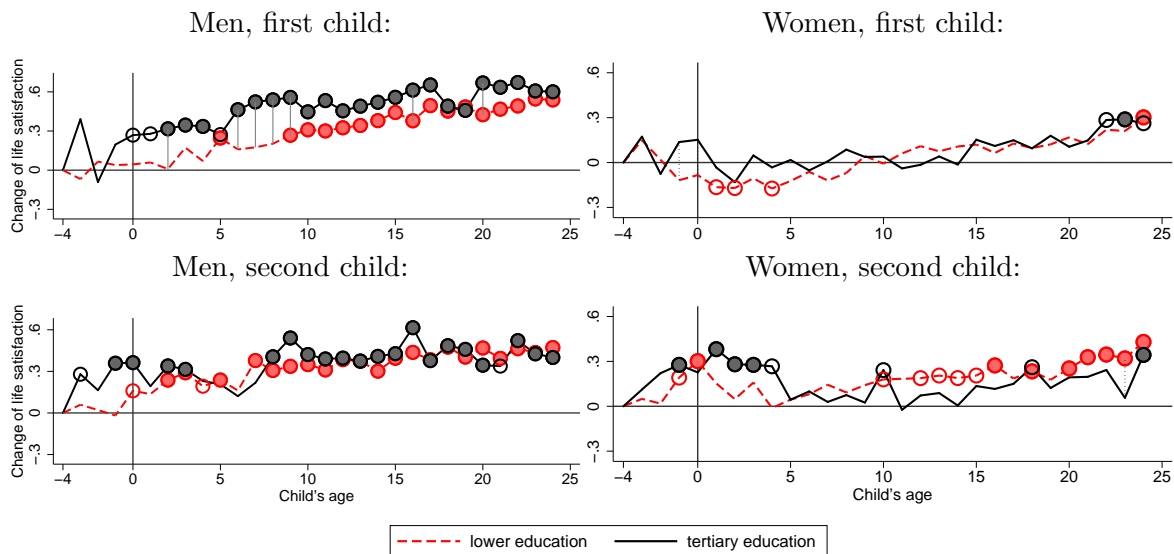 Men, first child:
Women, first child:
Change of life satisfaction
.6
.3
0
−.3
−4 0 5 10 15 20 25
.6
.3
0
−.3
−4 0 5 10 15 20 25
Men, second child:
Women, second child:
Change of life satisfaction
.6
.3
0
−.3
−4 0 5 10 15 20 25
Child's age
.6
.3
0
−.3
−4 0 5 10 15 20 25
Child's age
lower education tertiary education